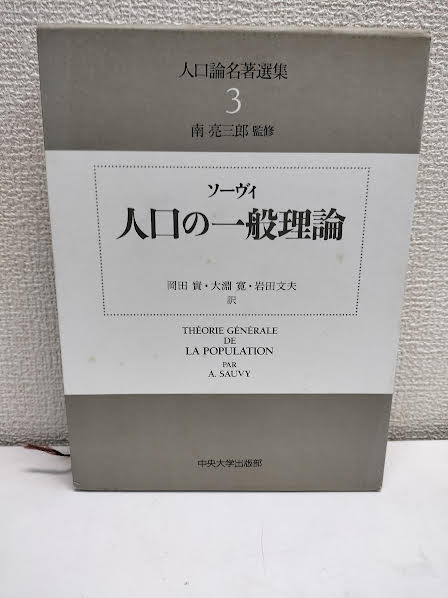 人口論名著選集
3
南 亮三郎 監修
ソーヴィ
人口の一般理論
岡田 實・大淵 寛・岩田文夫
訳
THÉORIE GÉNÉRALE
DE
LA POPULATION
PAR
A. SAUVY
中央大学出版部